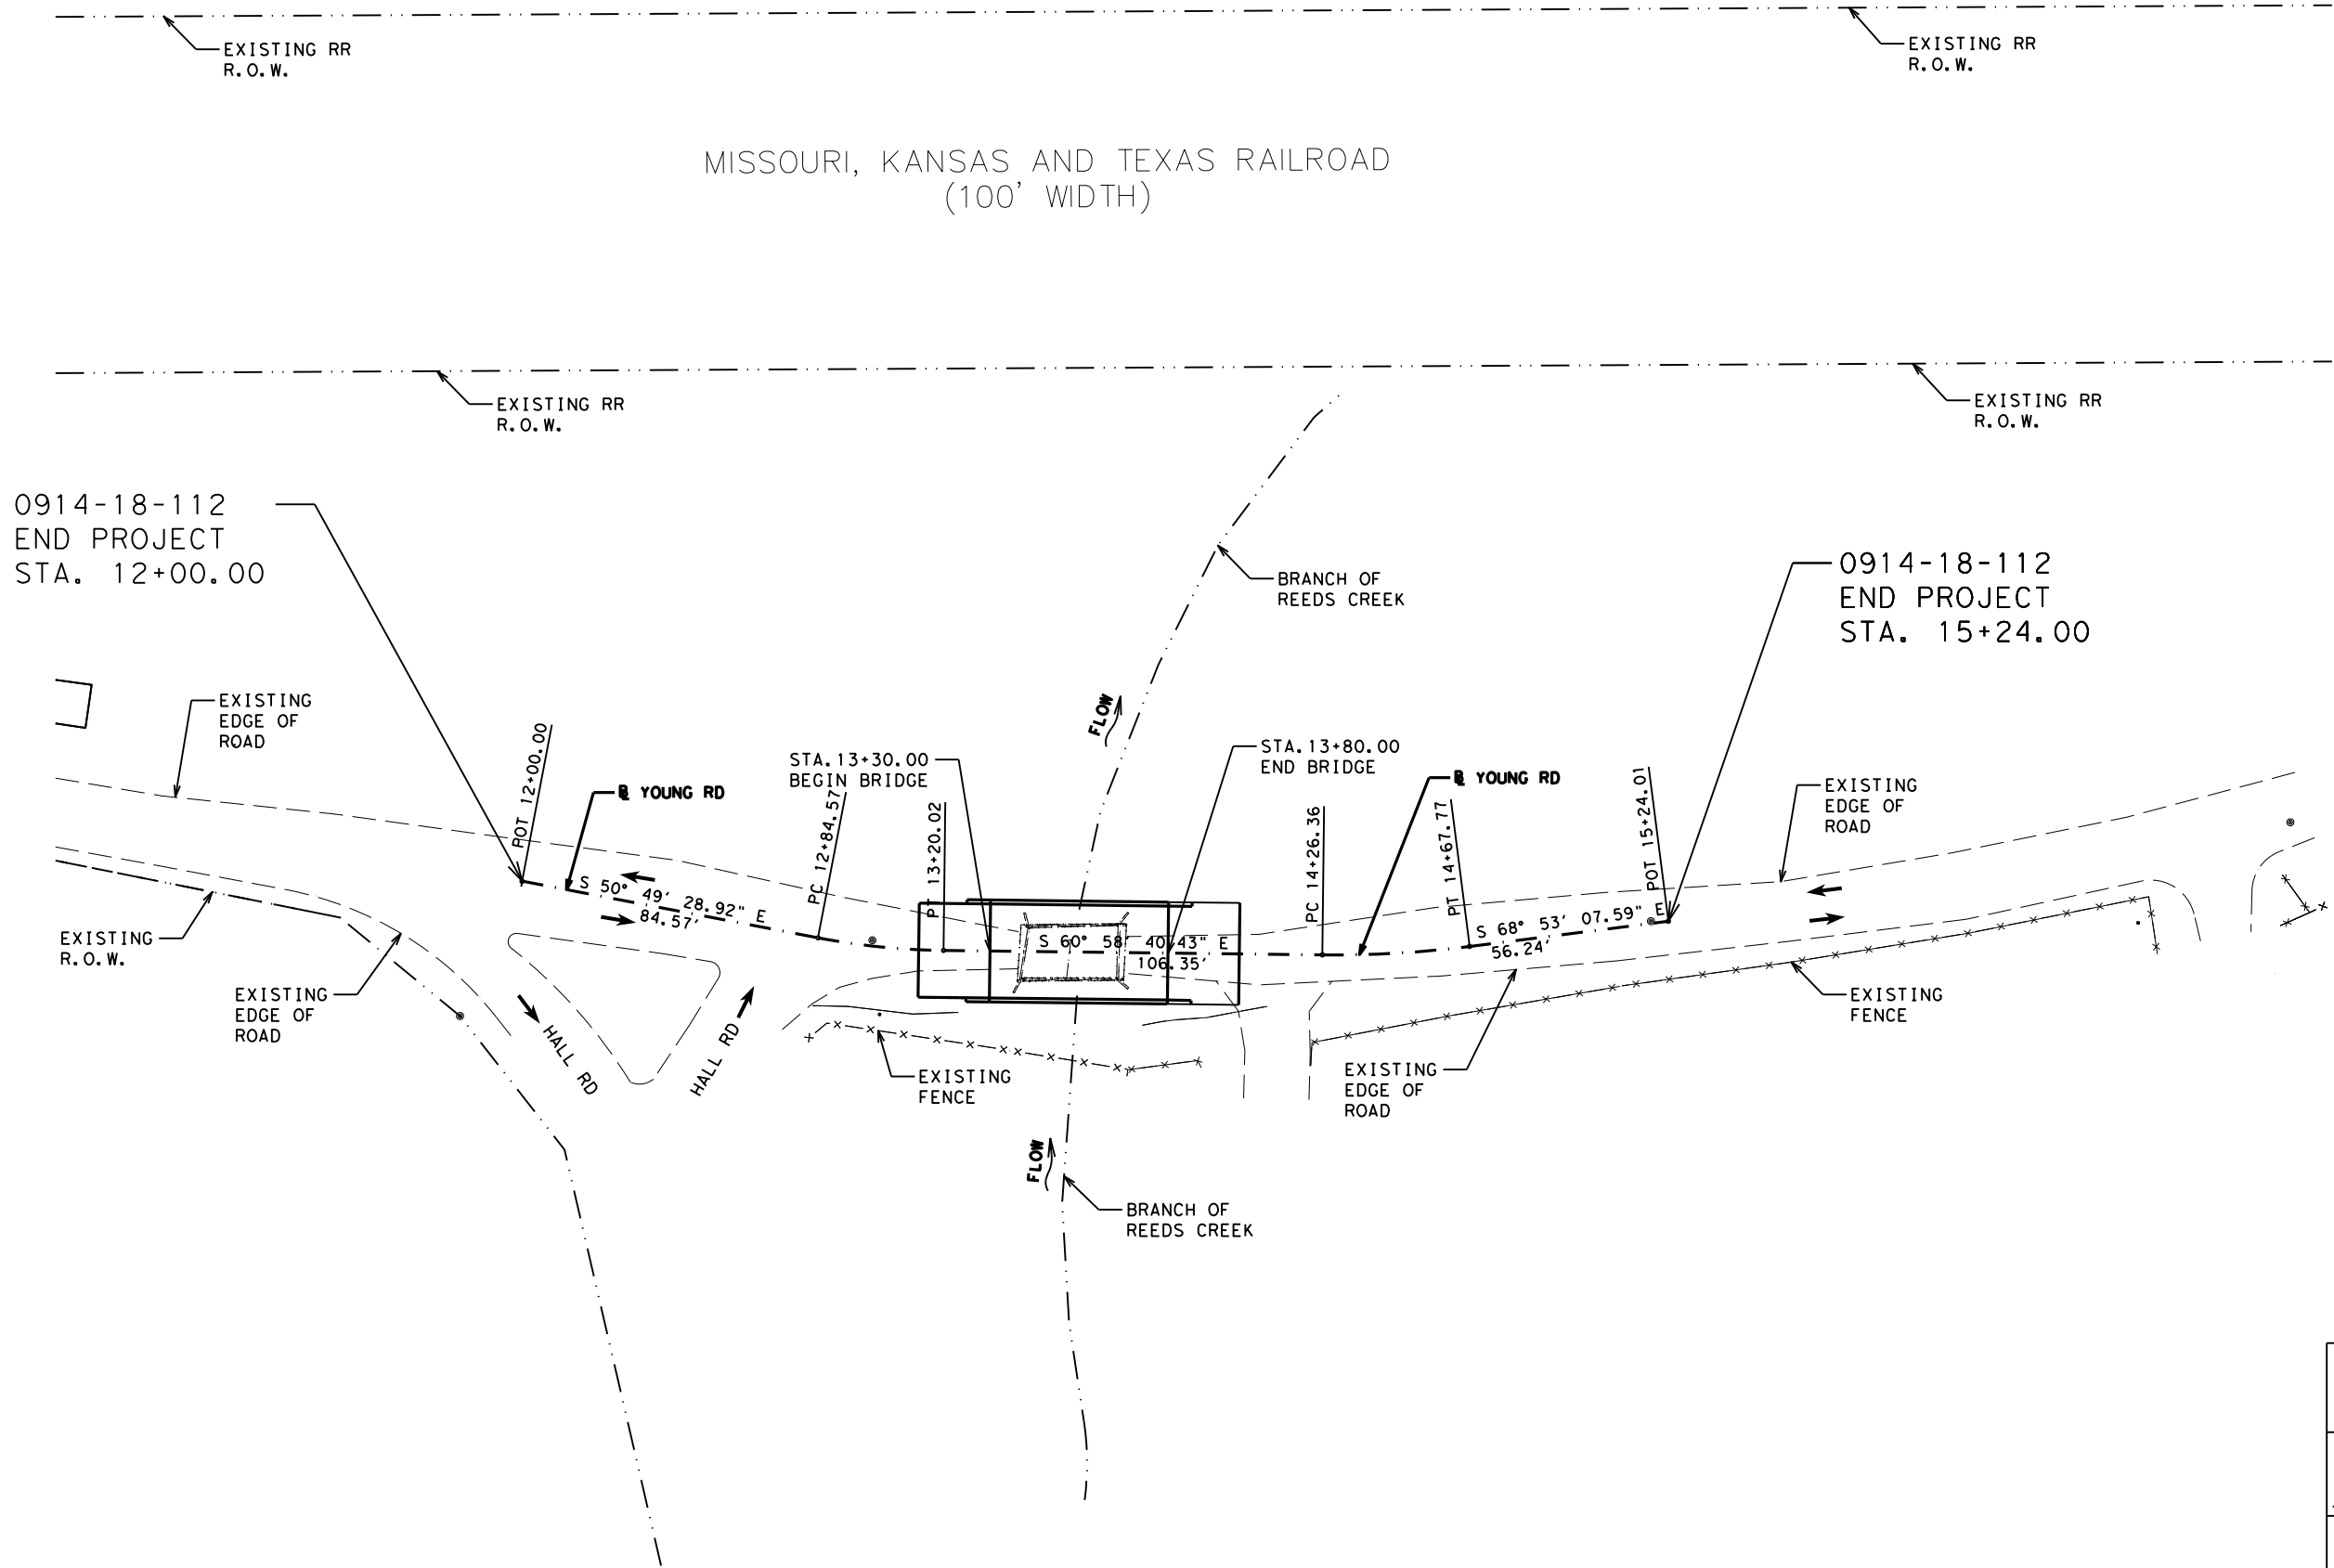 EXISTING RR
R.O.W.
EXISTING RR
R.O.W.
MISSOURI, KANSAS AND TEXAS RAILROAD
(100' WIDTH)
EXISTING RR
R.O.W.
EXISTING RR
R.O.W.
0914-18-112
END PROJECT
STA. 12+00.00
0914-18-112
END PROJECT
STA. 15+24.00
BRANCH OF
REEDS CREEK
EXISTING
EDGE OF
ROAD
FLOW
POT 12+00.00
℄ YOUNG RD
STA.13+30.00
BEGIN BRIDGE
STA.13+80.00
END BRIDGE
℄ YOUNG RD
EXISTING
EDGE OF
ROAD
PC 12+84.57
PT 13+20.02
PC 14+26.36
PT 14+67.77
POT 15+24.01
S 50° 49' 28.92" E
84.57'
S 60° 58' 40.43" E
106.35'
S 68° 53' 07.59" E
56.24'
EXISTING
R.O.W.
EXISTING
EDGE OF
ROAD
HALL RD
HALL RD
EXISTING
FENCE
EXISTING
EDGE OF
ROAD
EXISTING
FENCE
FLOW
BRANCH OF
REEDS CREEK